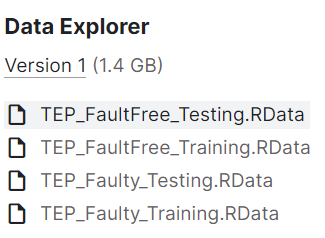 Data Explorer
Version 1 (1.4 GB)
TEP_FaultFree_Testing.RData
TEP_FaultFree_Training.RData
TEP_Faulty_Testing.RData
TEP_Faulty_Training.RData